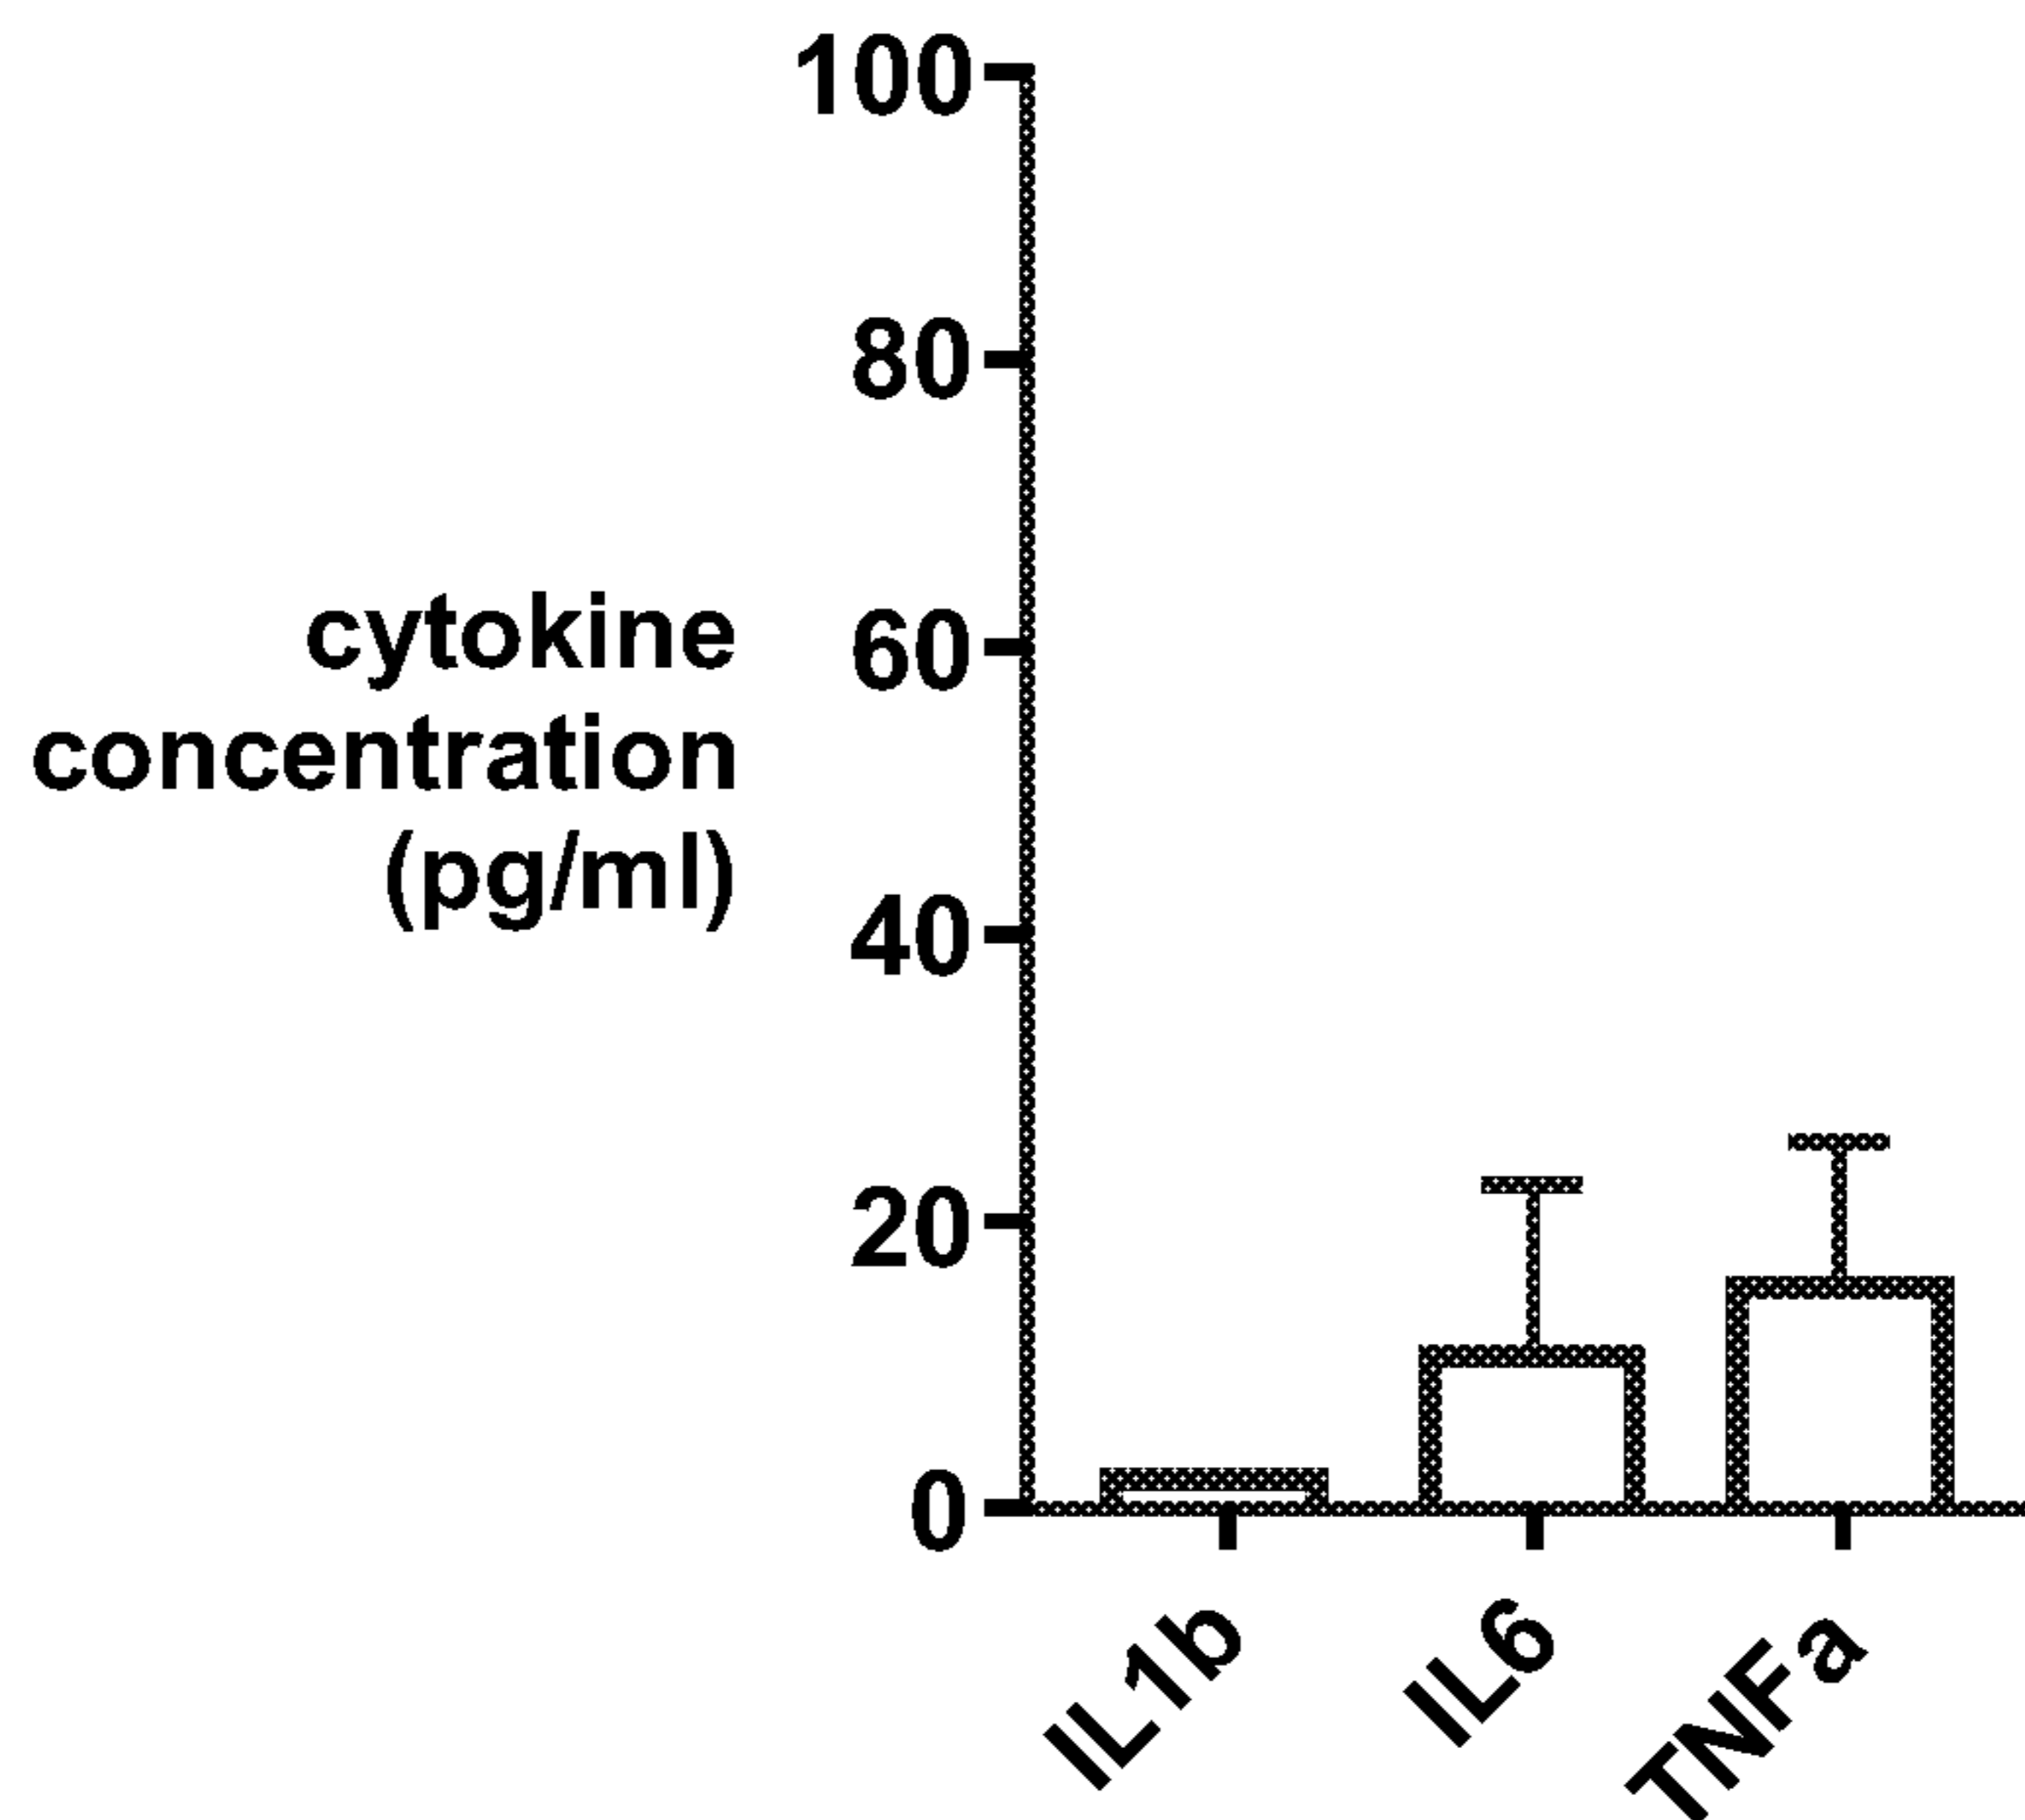 100
80
60
40
20
0
cytokine
concentration
(pg/ml)
IL1b
IL6
TNFa